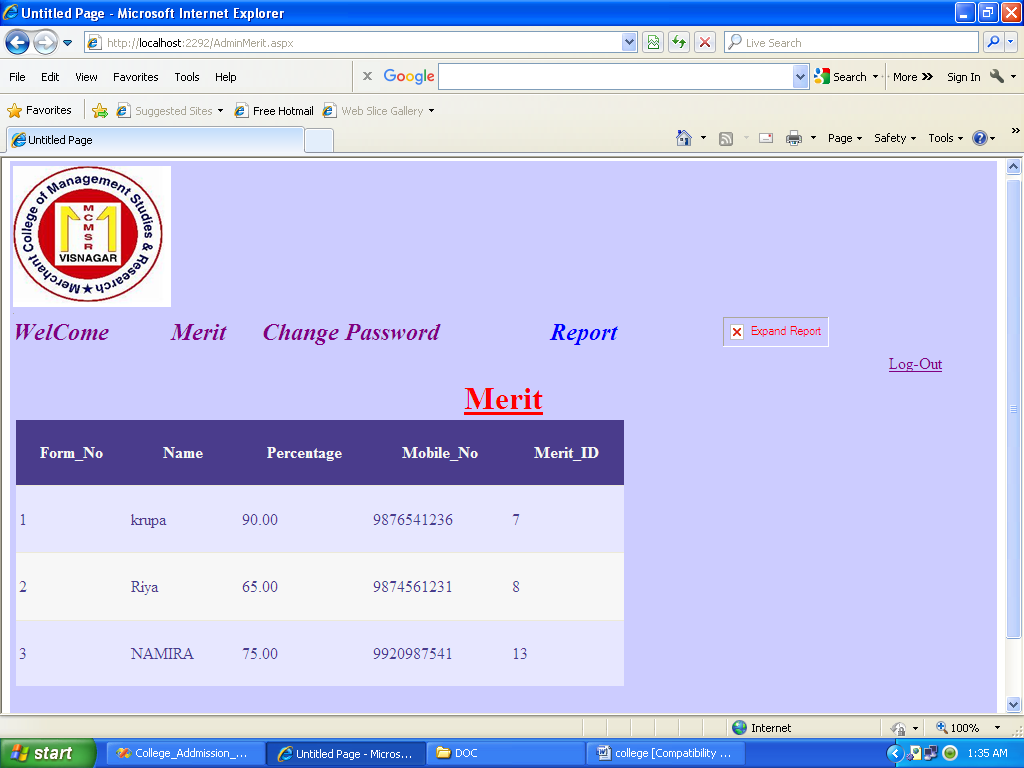 Untitled Page - Microsoft Internet Explorer
http://localhost:2292/AdminMerit.aspx
Live Search
File Edit View Favorites Tools Help
x Google Search More » Sign In
Favorites Suggested Sites Free Hotmail Web Slice Gallery
Untitled Page
Page Safety Tools »
Merchant College of Management Studies & Research
M
C
M
S
R
VISNAGAR
WelCome Merit Change Password Report Expand Report
Log-Out
Merit
Form_No Name Percentage Mobile_No Merit_ID
1 krupa 90.00 9876541236 7
2 Riya 65.00 9874561231 8
3 NAMIRA 75.00 9920987541 13
Internet 100%
start College_Addmission_... Untitled Page - Micros... DOC college [Compatibility ... 1:35 AM